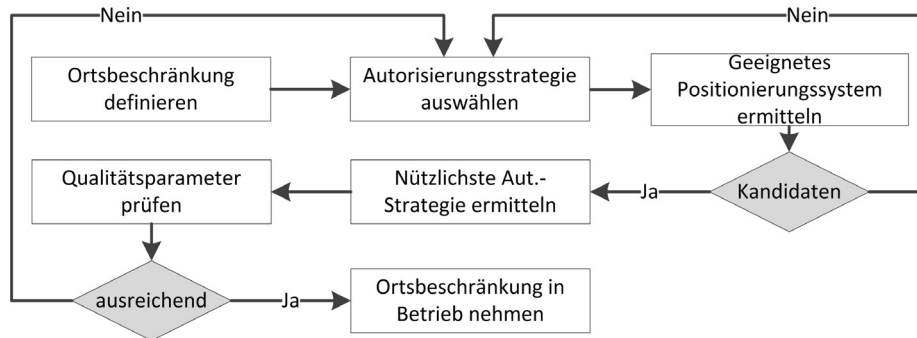 Nein
Nein
Ortsbeschränkung
definieren
Autorisierungsstrategie
auswählen
Geeignetes
Positionierungssystem
ermitteln
Qualitätsparameter
prüfen
Nützlichste Aut.-
Strategie ermitteln
Ja
Kandidaten
ausreichend
Ja
Ortsbeschränkung in
Betrieb nehmen